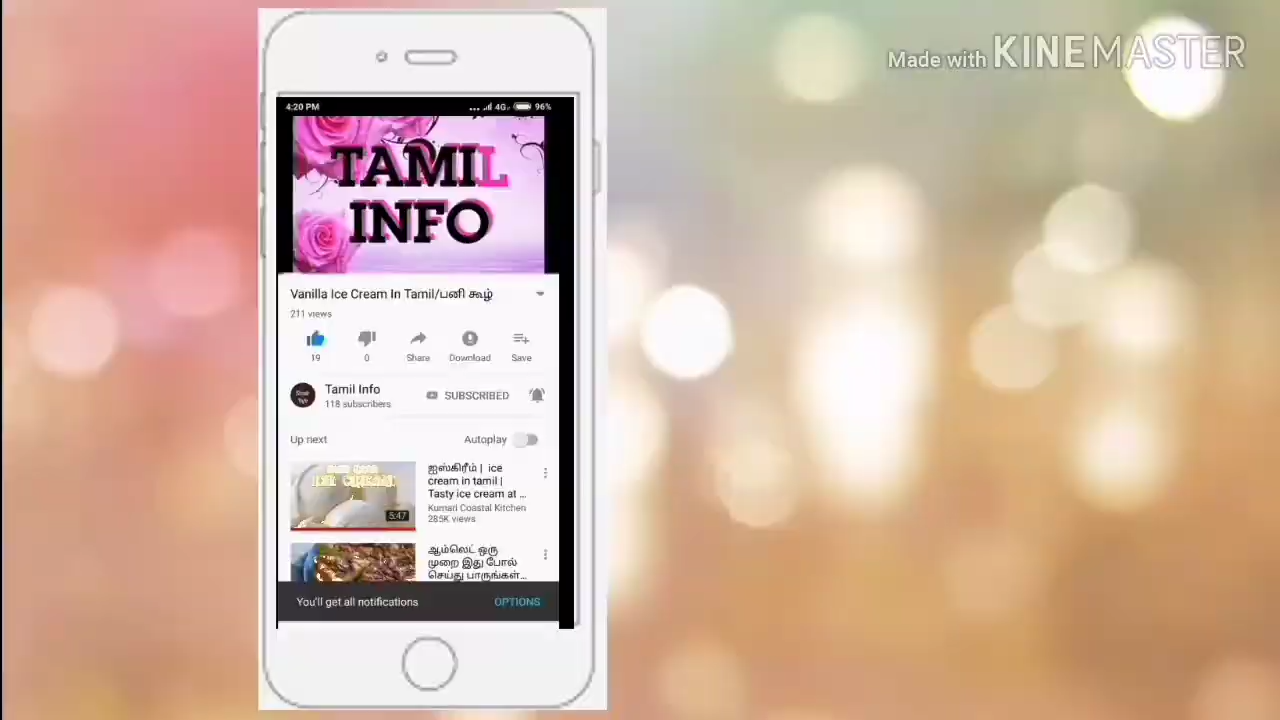 Made with KINEMASTER
4:20 PM
4G 96%
TAMIL
INFO
Vanilla Ice Cream In Tamil/பனி கூழ்
211 views
19
0
Share
Download
Save
Tamil Info
118 subscribers
SUBSCRIBED
Up next
Autoplay
ICE CREAM
5:47
ஐஸ்கிரீம் | ice
cream in tamil |
Tasty ice cream at ...
Kumari Coastal Kitchen
285K views
ஆம்லெட் ஒரு
முறை இது போல்
செய்து பாருங்கள்...
You'll get all notifications
OPTIONS